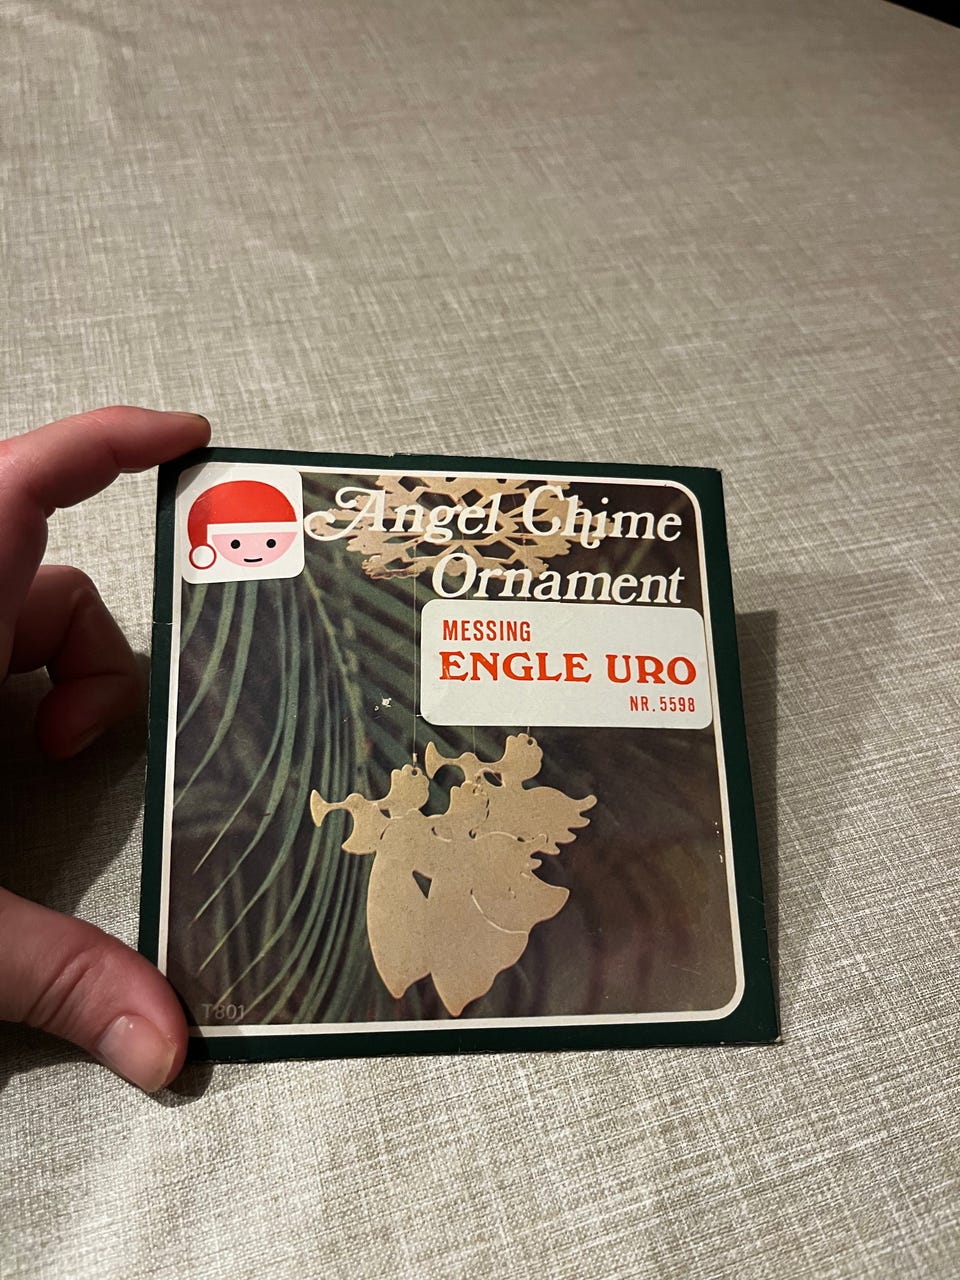 Angel Chime
Ornament
MESSING
ENGLE URO
NR. 5598
T801